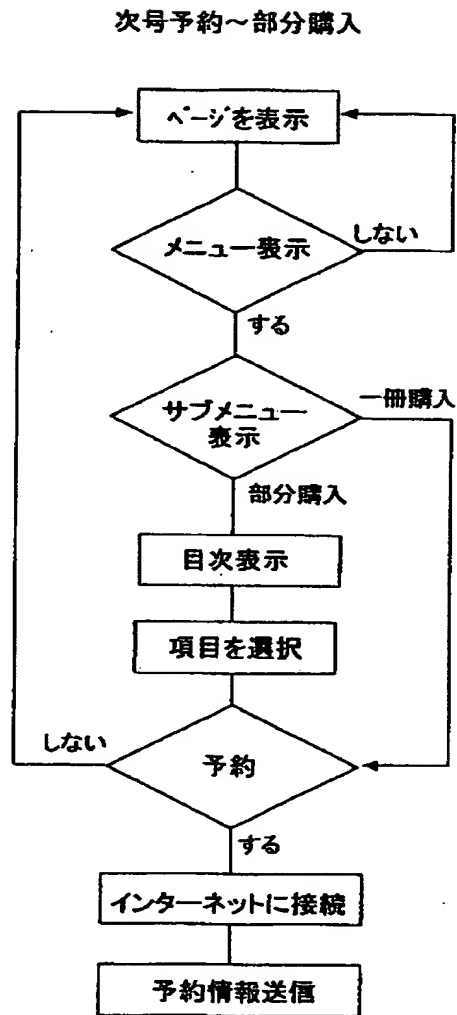 次号予約～部分購入
ページを表示
メニュー表示
しない
する
サブメニュー
表示
一冊購入
部分購入
目次表示
項目を選択
しない
予約
する
インターネットに接続
予約情報送信